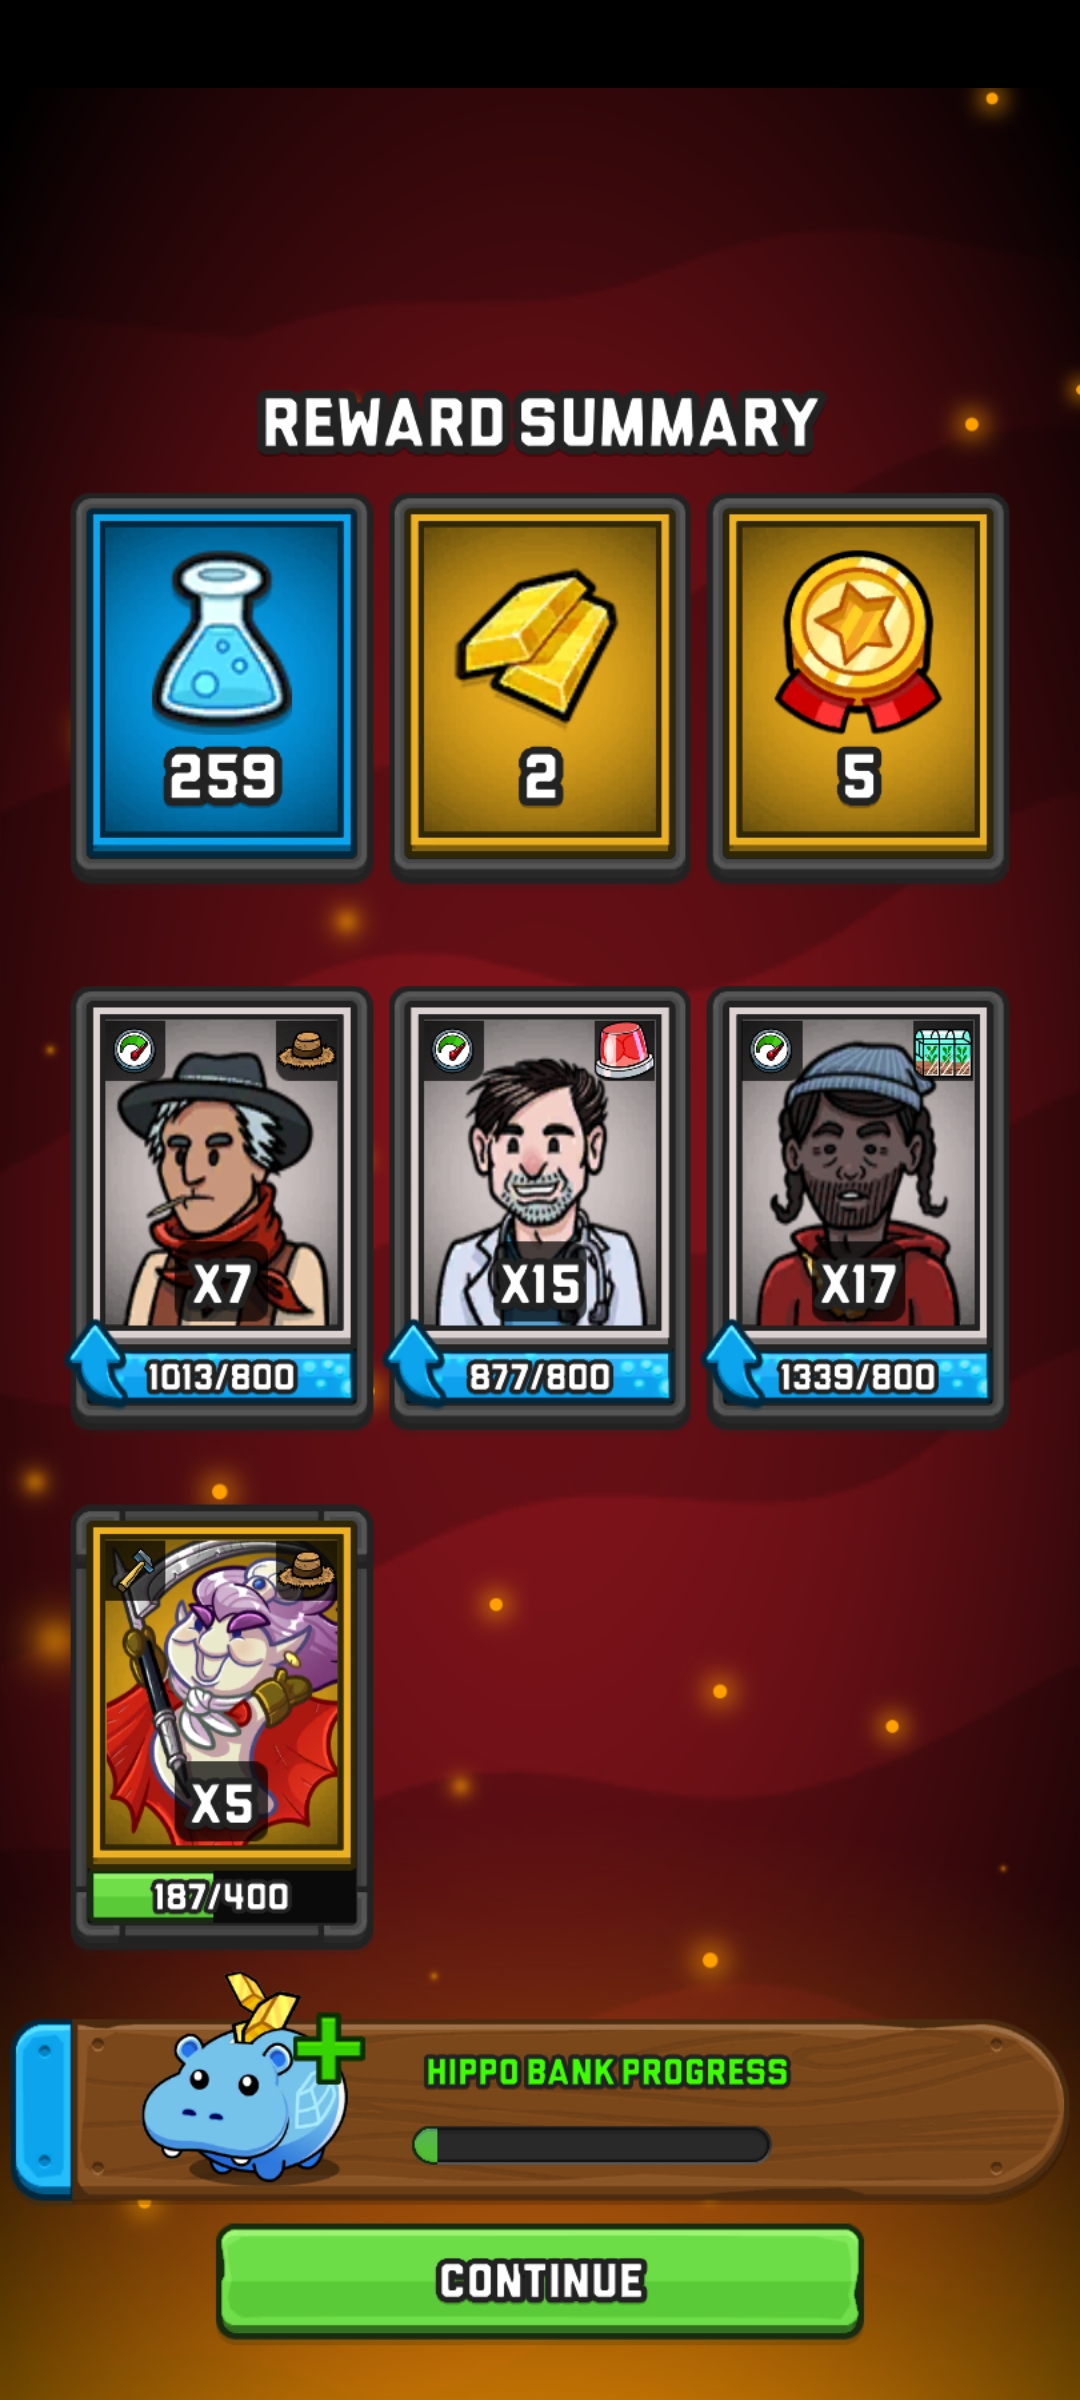 REWARD SUMMARY
259
2
5
X7
X15
X17
1013/800
877/800
1339/800
X5
187/400
HIPPO BANK PROGRESS
CONTINUE